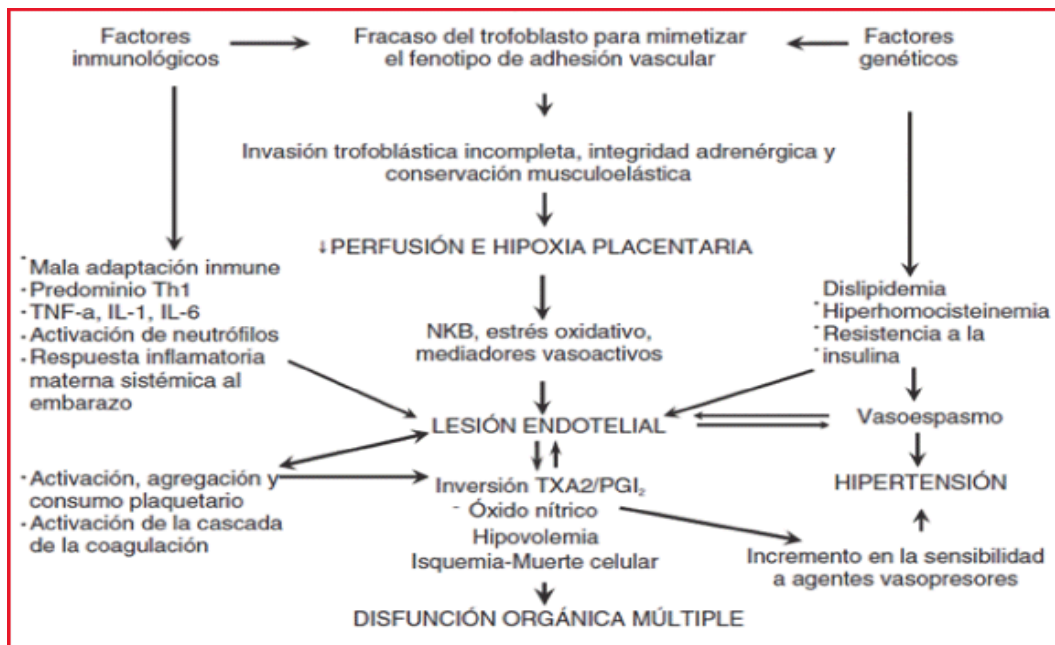 Factores
inmunológicos
Fracaso del trofoblasto para mimetizar
el fenotipo de adhesión vascular
Factores
genéticos
Invasión trofoblástica incompleta, integridad adrenérgica y
conservación musculoelástica
↓PERFUSIÓN E HIPOXIA PLACENTARIA
· Mala adaptación inmune
· Predominio Th1
· TNF-a, IL-1, IL-6
· Activación de neutrófilos
· Respuesta inflamatoria
materna sistémica al
embarazo
NKB, estrés oxidativo,
mediadores vasoactivos
Dislipidemia
· Hiperhomocisteinemia
· Resistencia a la
· insulina
LESIÓN ENDOTELIAL
Vasoespasmo
HIPERTENSIÓN
· Activación, agregación y
consumo plaquetario
· Activación de la cascada
de la coagulación
Inversión TXA2/PGI₂
- Óxido nítrico
Hipovolemia
Isquemia-Muerte celular
Incremento en la sensibilidad
a agentes vasopresores
DISFUNCIÓN ORGÁNICA MÚLTIPLE